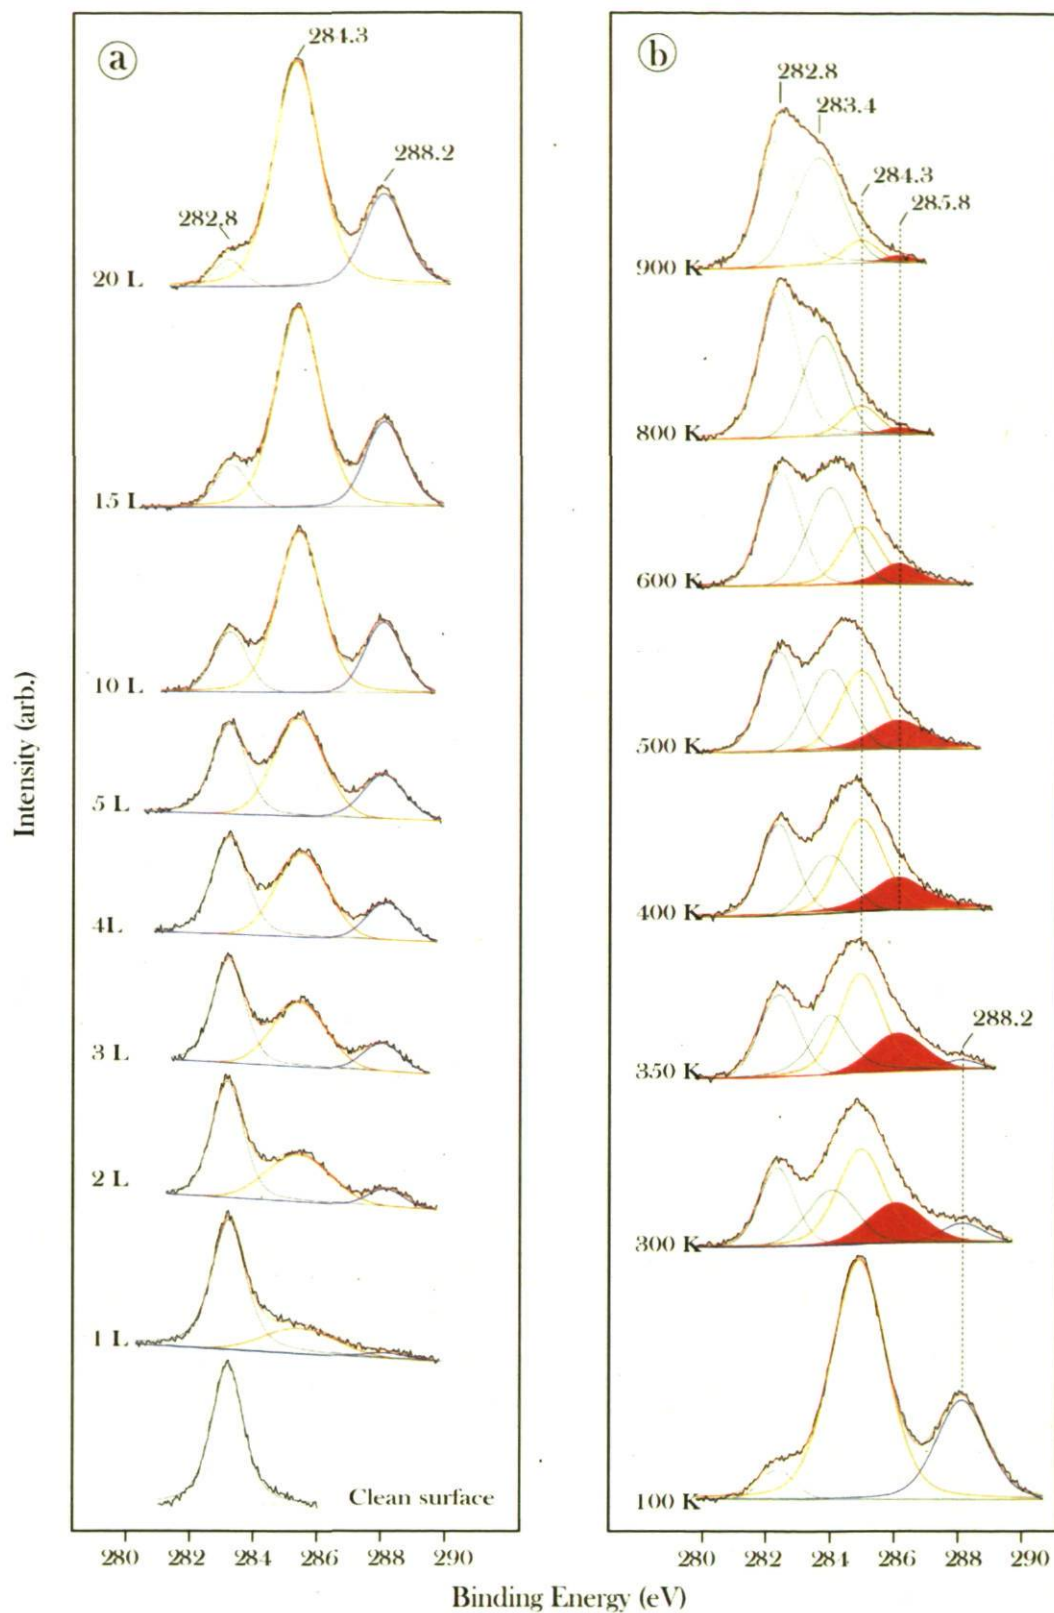 a
284.3
288.2
282.8
20 L
15 L
10 L
5 L
4L
3 L
2 L
1 L
Clean surface
280 282 284 286 288 290
b
282.8
283.4
284.3
285.8
900 K
800 K
600 K
500 K
400 K
350 K
288.2
300 K
100 K
280 282 284 286 288 290
Intensity (arb.)
Binding Energy (eV)